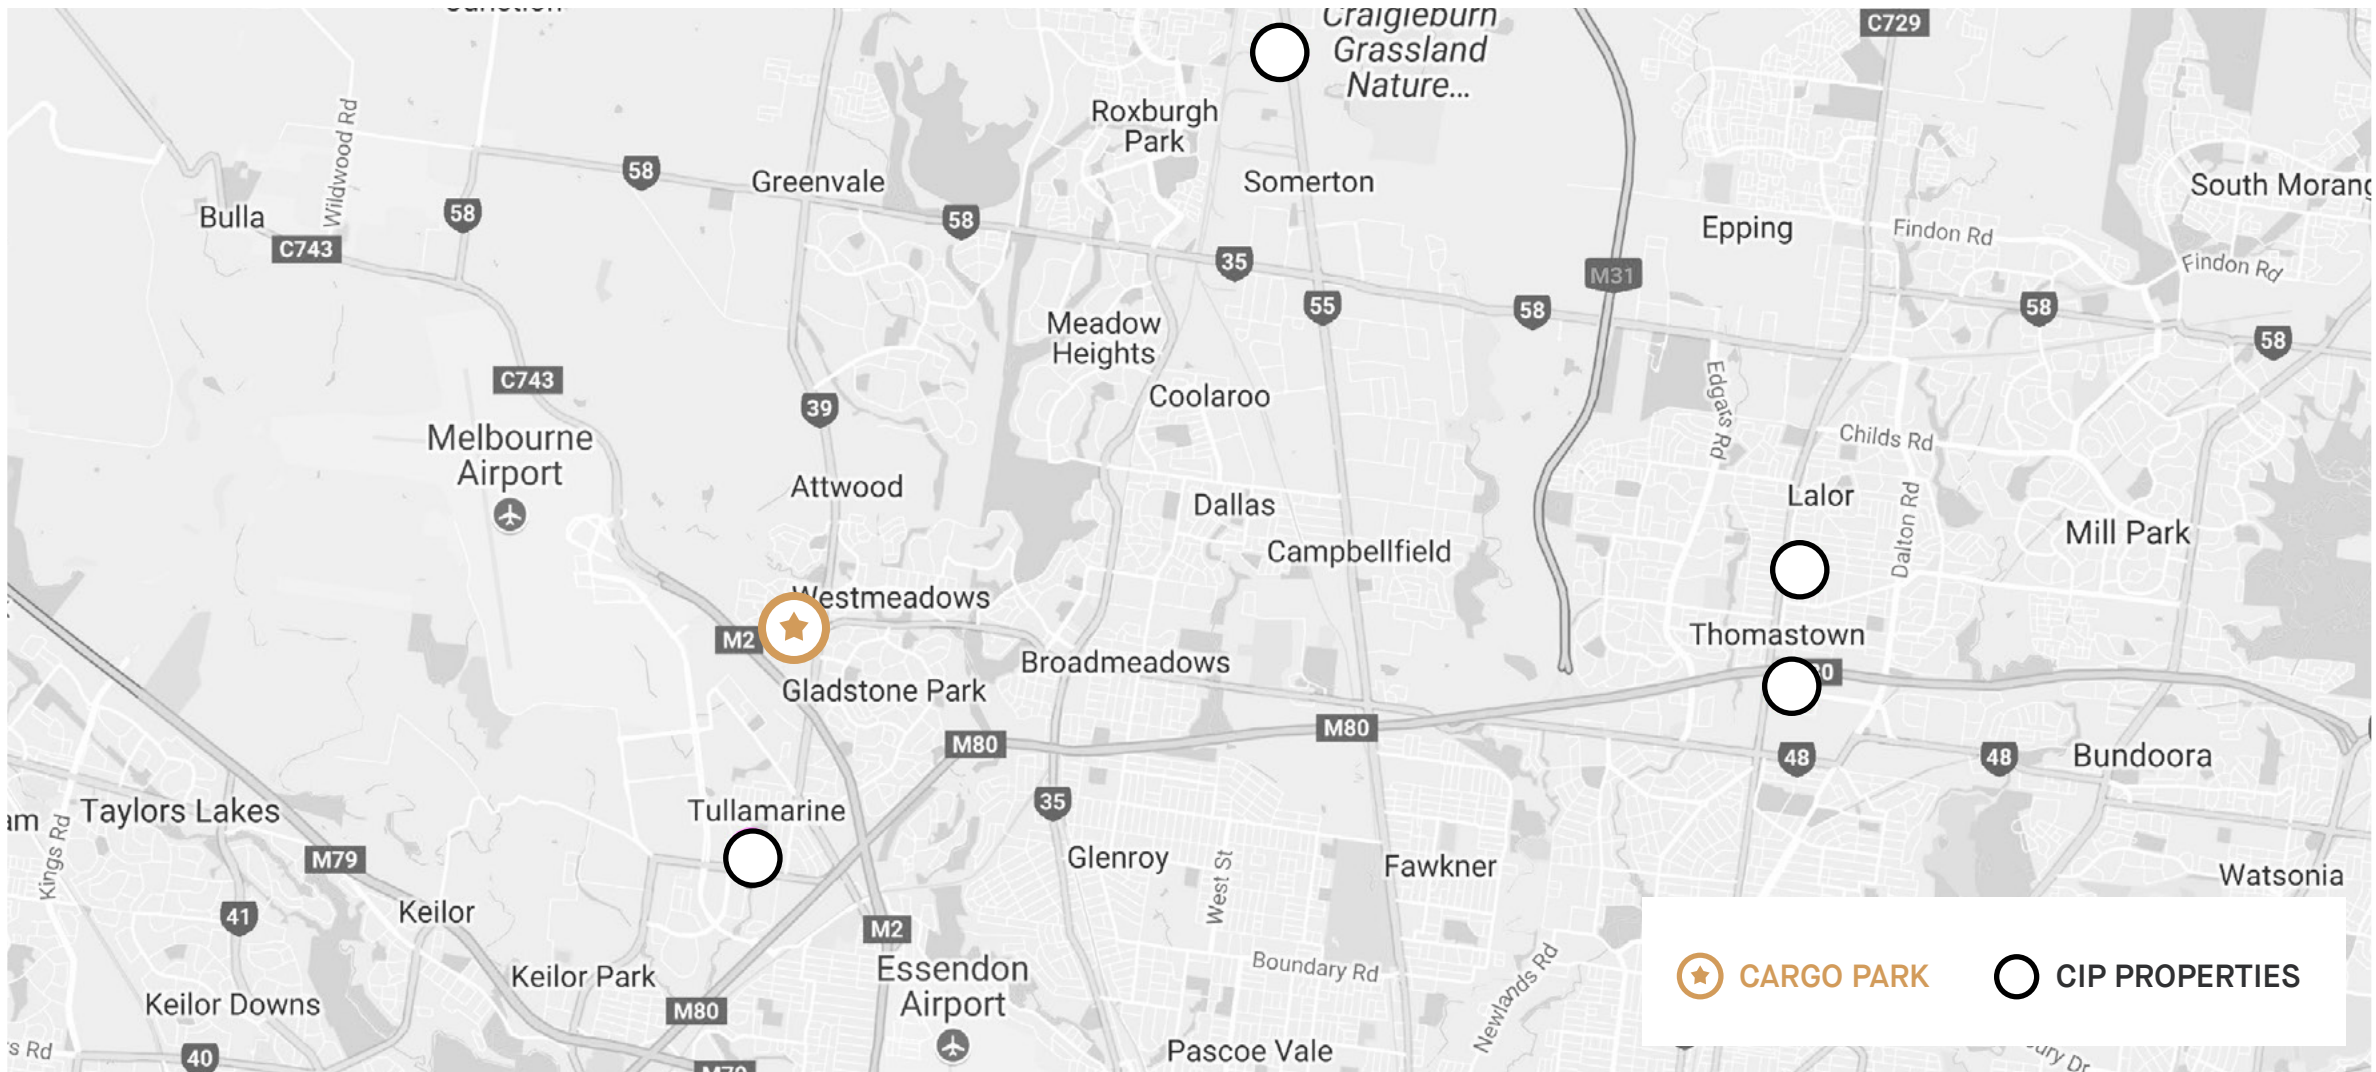 Junction
Craigieburn
Grassland
Nature...
C729
Roxburgh
Park
Wildwood Rd
58
Greenvale
Somerton
South Morang
Bulla
58
58
Epping
Findon Rd
C743
35
M31
Findon Rd
55
58
58
58
Meadow
Heights
C743
Coolaroo
39
Edgars Rd
Melbourne
Airport
Childs Rd
Attwood
Dallas
Lalor
Dalton Rd
Mill Park
Campbellfield
Westmeadows
M2
Thomastown
Broadmeadows
Gladstone Park
M80
M80
48
48
Bundoora
35
Tullamarine
Taylors Lakes
Kings Rd
M79
Glenroy
West St
Fawkner
Watsonia
41
Keilor
M2
Keilor Park
Essendon
Airport
Boundary Rd
Newlands Rd
CARGO PARK
CIP PROPERTIES
Keilor Downs
M80
40
Pascoe Vale